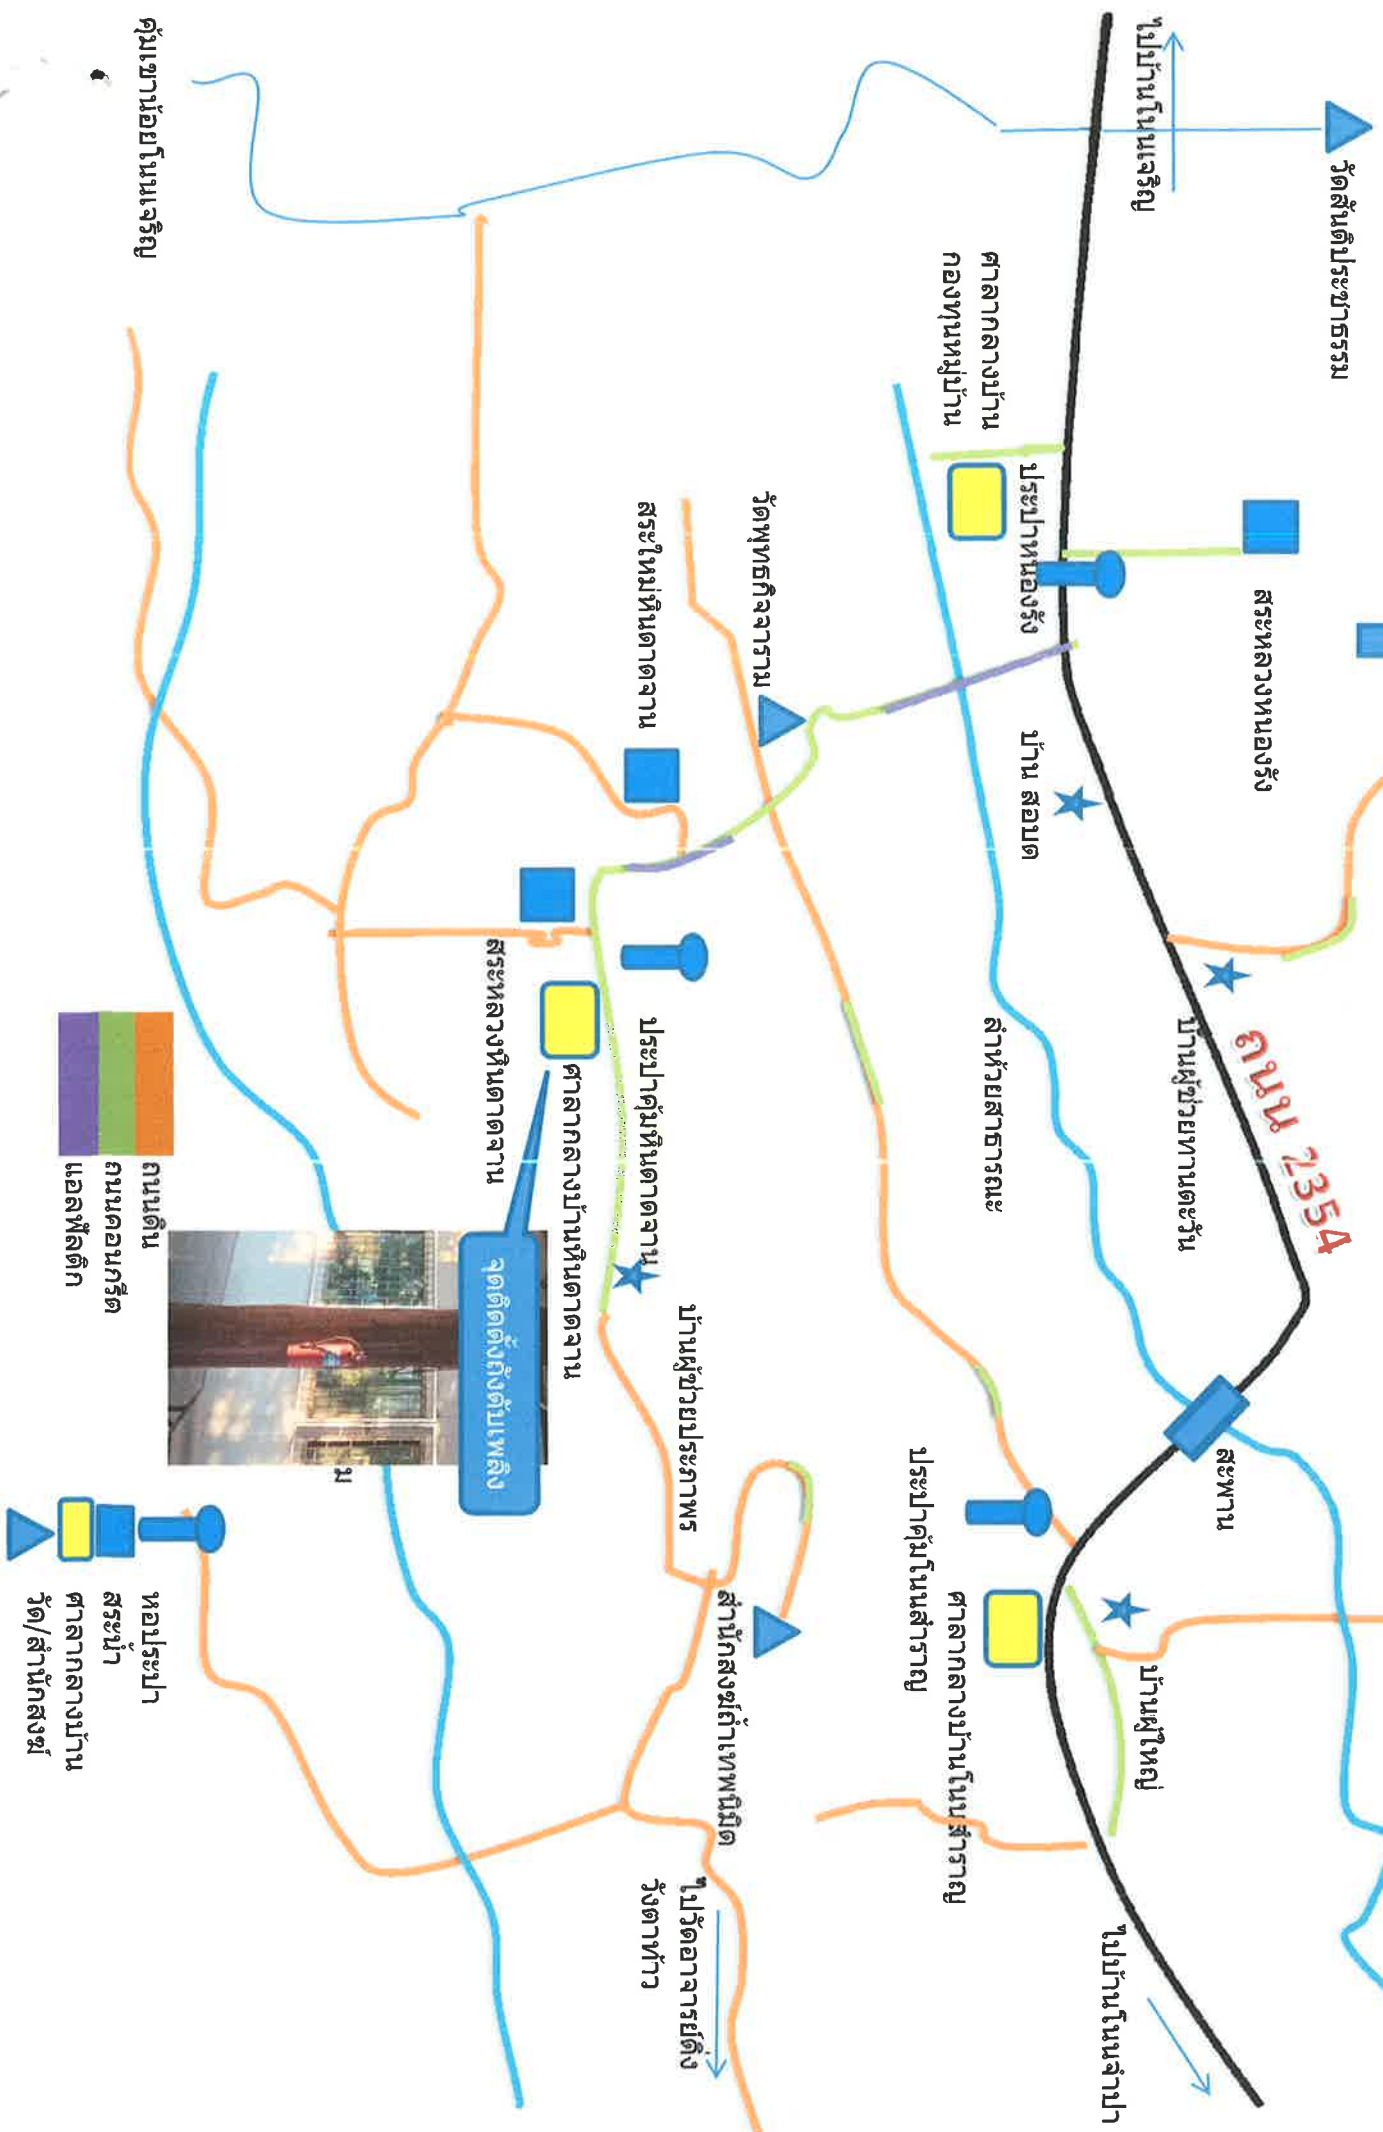 วัดสันติประชาธรรม
ไปบ้านโนนเจริญ
สระหลวงหนองรัง
ถนน 2354
ศาลากลางบ้าน
กองทุนหมู่บ้าน
ประปาหนองรัง
บ้าน สอบต
บ้านผู้ช่วยทานตะวัน
สะพาน
บ้านผู้ใหญ่
ไปบ้านโนนจำปา
ลำห้วยสาธารณะ
ประปาคุ้มโนนสำราญ
ศาลากลางบ้านโนนสำราญ
วัดพุทธกิจจาราม
สระใหม่หินดาดจาน
ประปาคุ้มหินดาดจาน
บ้านผู้ช่วยประภาพร
สำนักสงฆ์ถ้ำเทพนิมิต
ไปวัดอาจารย์ติ่ง
วังตาท้าว
สระหลวงหินดาดจาน
ศาลากลางบ้านหินดาดจาน
จุดติดตั้งถังดับเพลิง
คุ้มเขาน้อยโนนเจริญ
ม
ถนนดิน
ถนนคอนกรีต
แอลฟัลติก
หอประปา
สระน้ำ
ศาลากลางบ้าน
วัด/สำนักสงฆ์